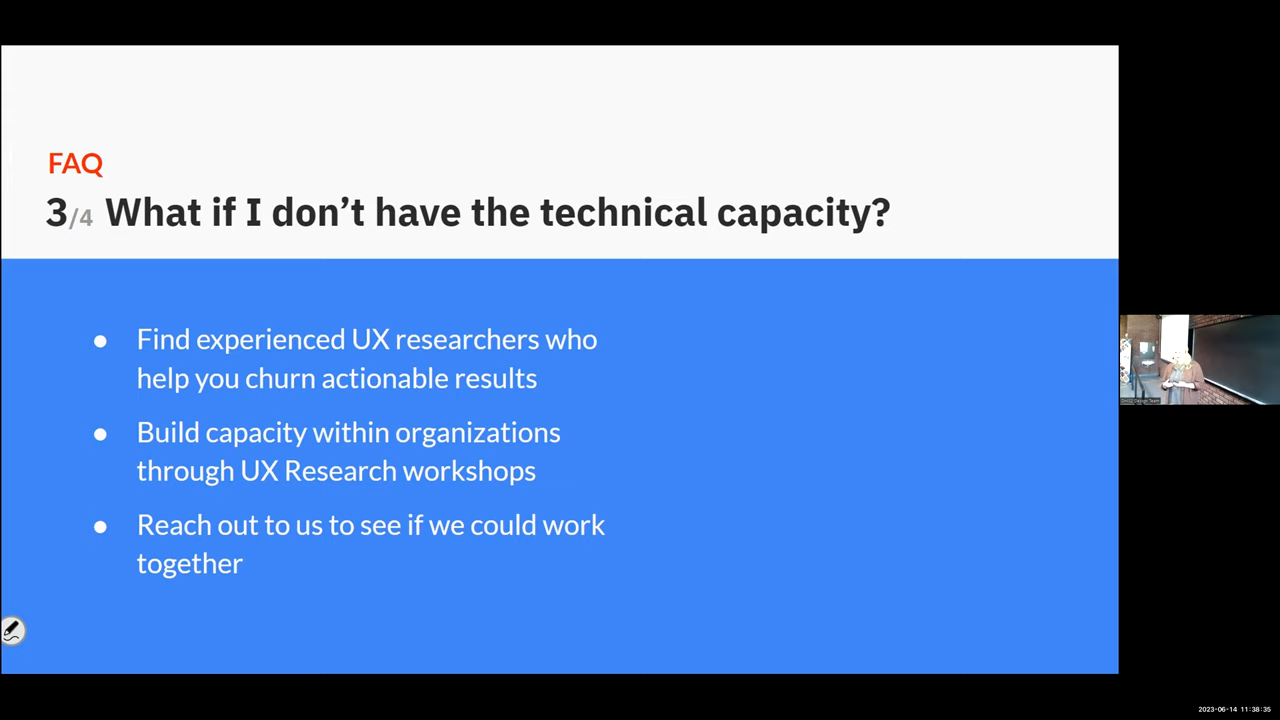 FAQ
3/4 What if I don’t have the technical capacity?
● Find experienced UX researchers who
help you churn actionable results
● Build capacity within organizations
through UX Research workshops
● Reach out to us to see if we could work
together
2023-06-14 11:38:35